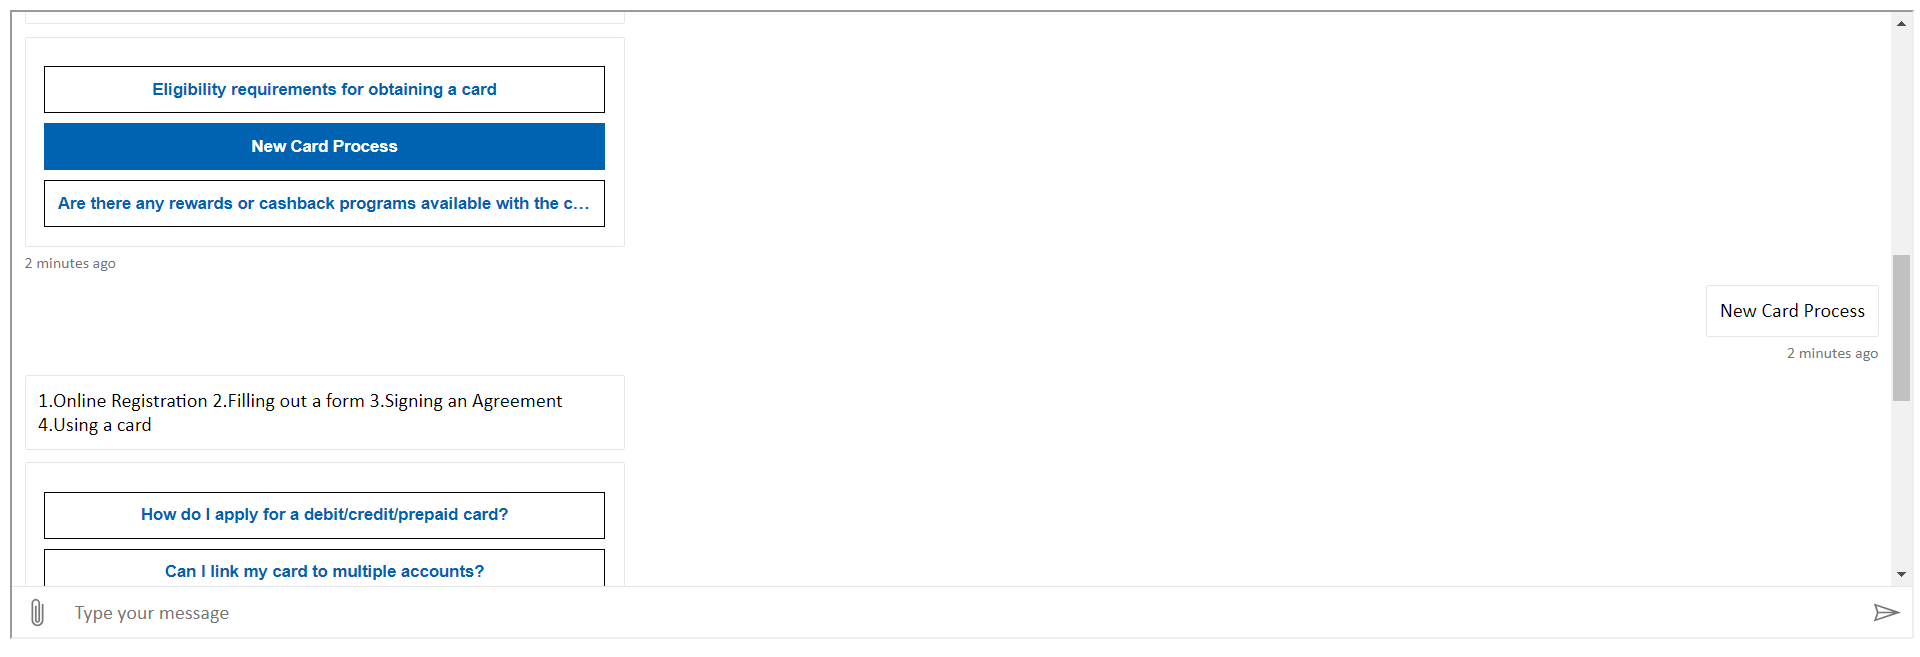 Eligibility requirements for obtaining a card
New Card Process
Are there any rewards or cashback programs available with the c...
2 minutes ago
New Card Process
2 minutes ago
1.Online Registration 2.Filling out a form 3.Signing an Agreement
4.Using a card
How do I apply for a debit/credit/prepaid card?
Can I link my card to multiple accounts?
Type your message